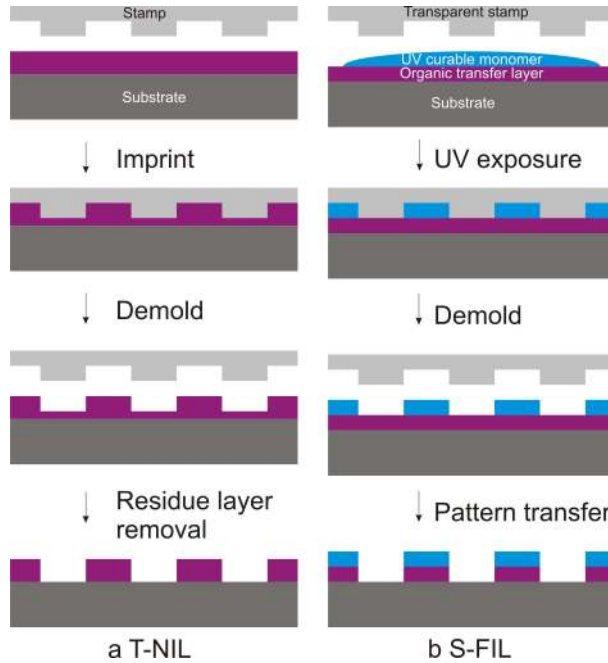 Stamp
Substrate
Imprint
Demold
Residue layer
removal
a T-NIL
Transparent stamp
UV curable monomer
Organic transfer layer
Substrate
UV exposure
Demold
Pattern transfer
b S-FIL